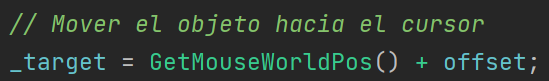 // Mover el objeto hacia el cursor
_target = GetMouseWorldPos() + offset;